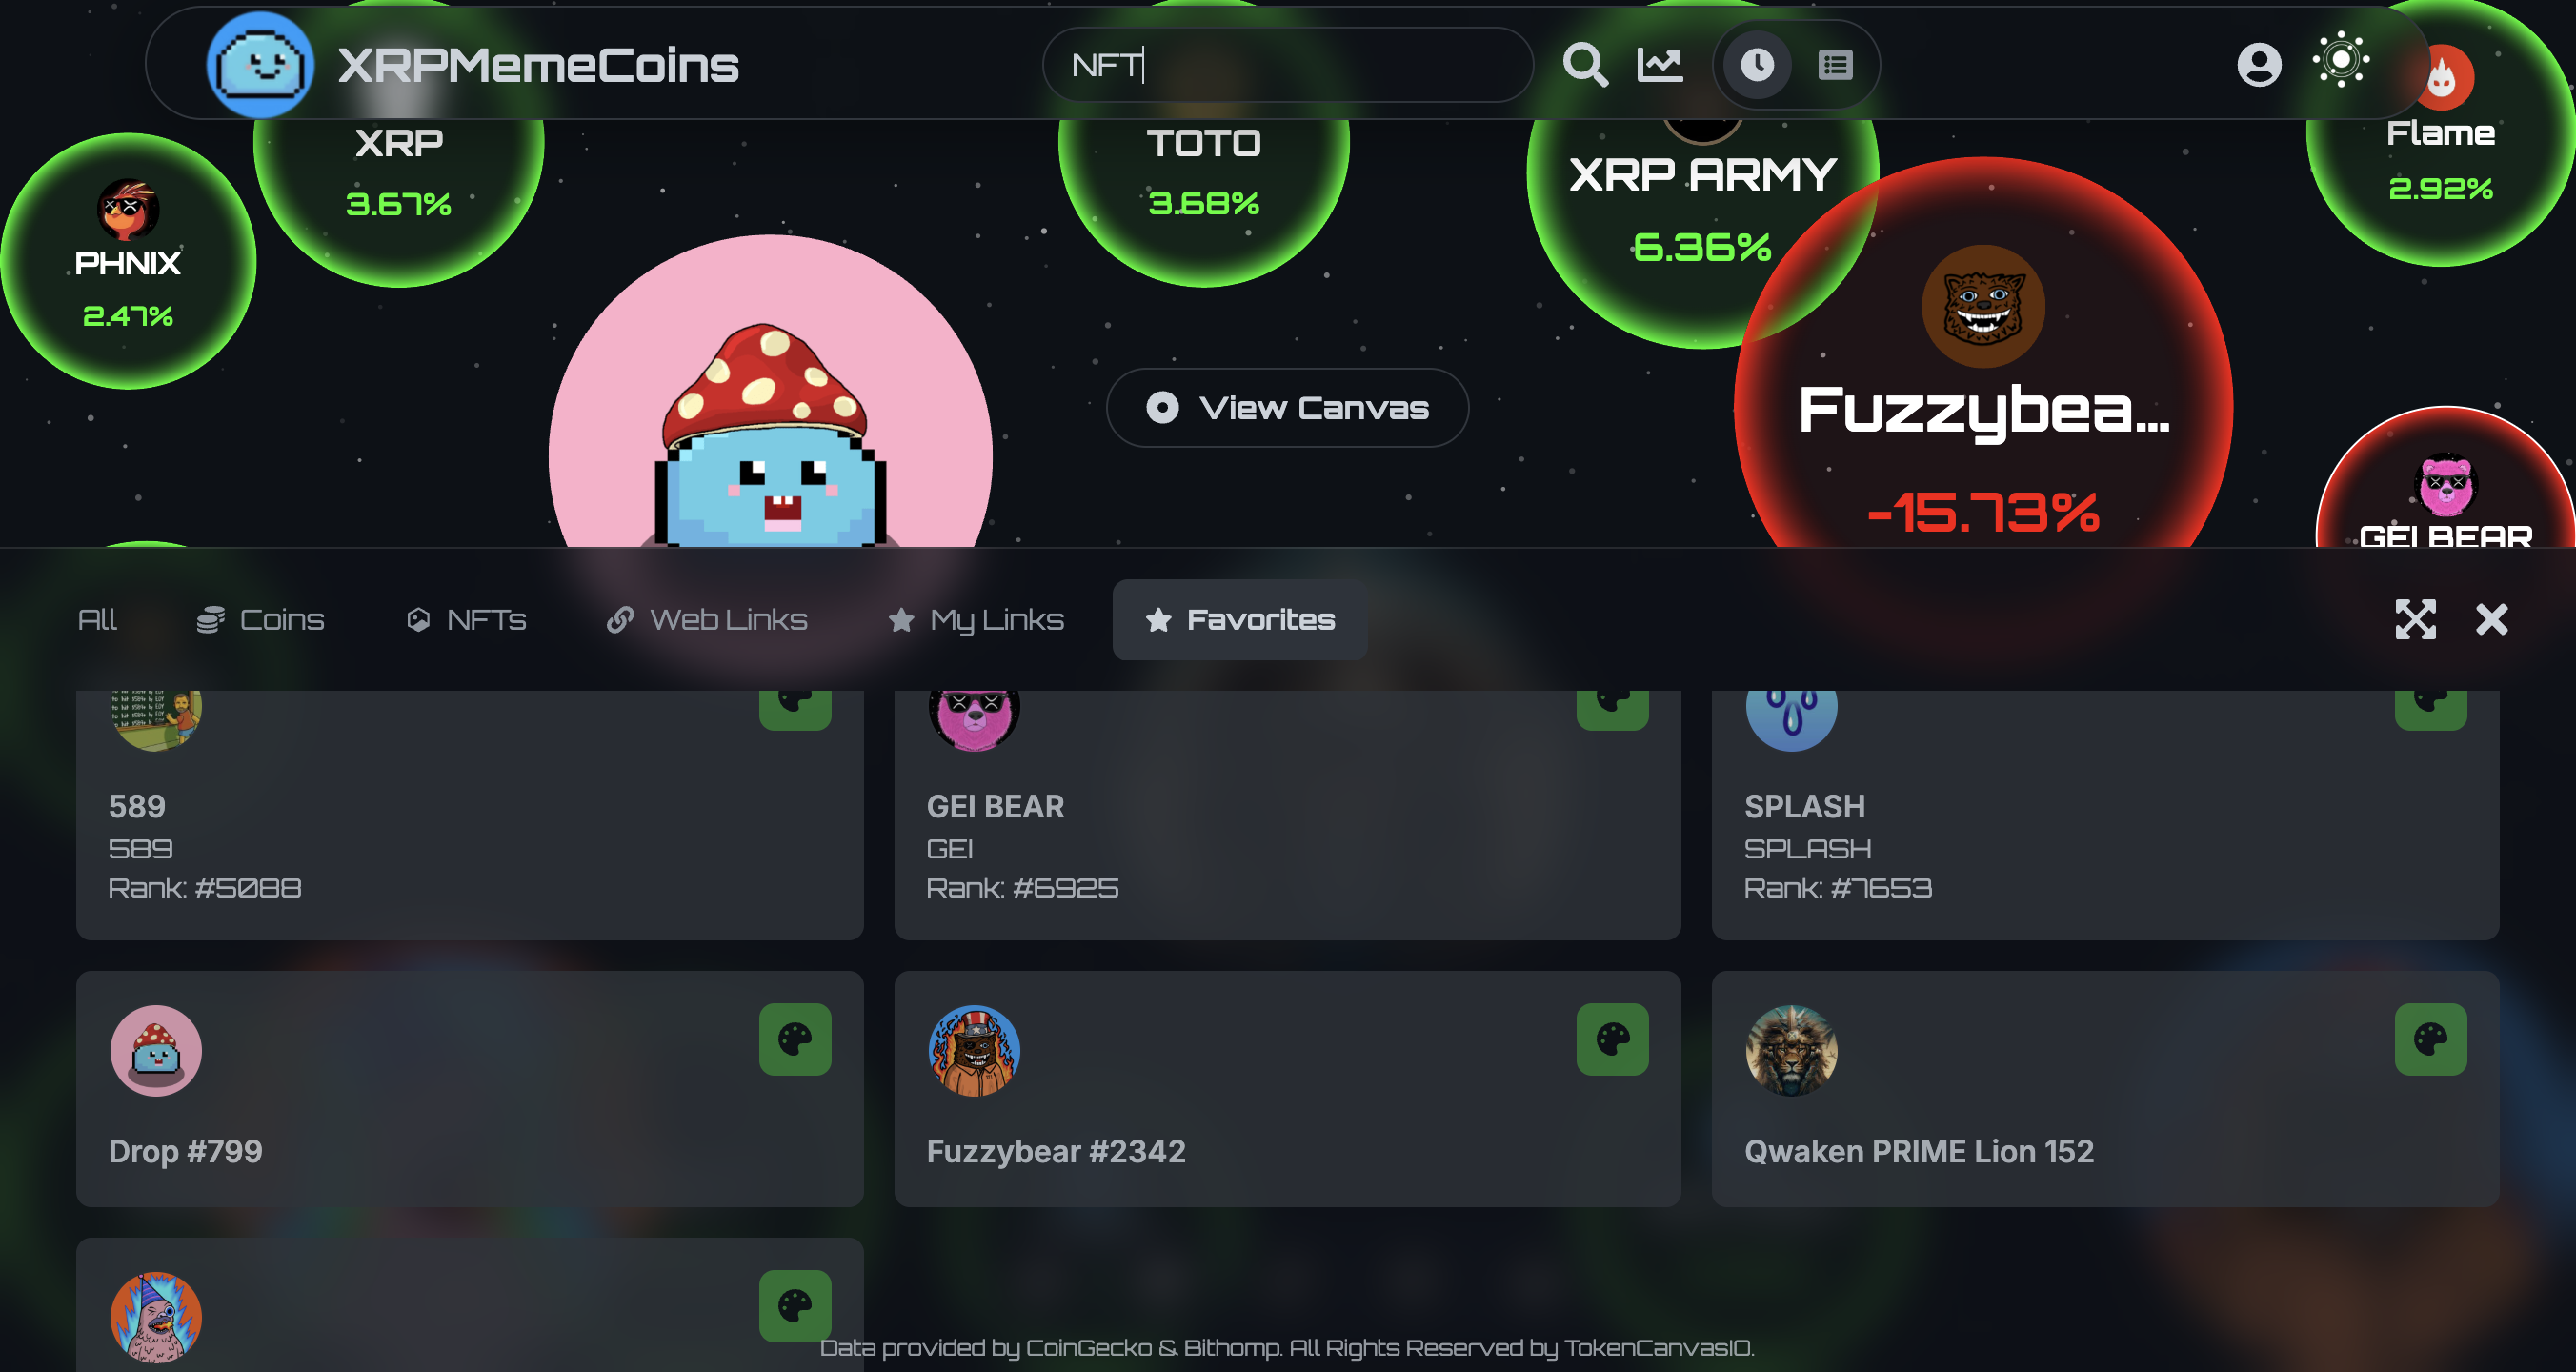 XRPMemeCoins
NFT
XRP
3.67%
TOTO
3.68%
XRP ARMY
6.36%
Flame
2.92%
PHNIX
2.47%
View Canvas
Fuzzybea...
-15.73%
GEI BEAR
All
Coins
NFTs
Web Links
My Links
Favorites
589
589
Rank: #5088
GEI BEAR
GEI
Rank: #6925
SPLASH
SPLASH
Rank: #7653
Drop #799
Fuzzybear #2342
Qwaken PRIME Lion 152
Data provided by CoinGecko & Bithomp. All Rights Reserved by TokenCanvasIO.